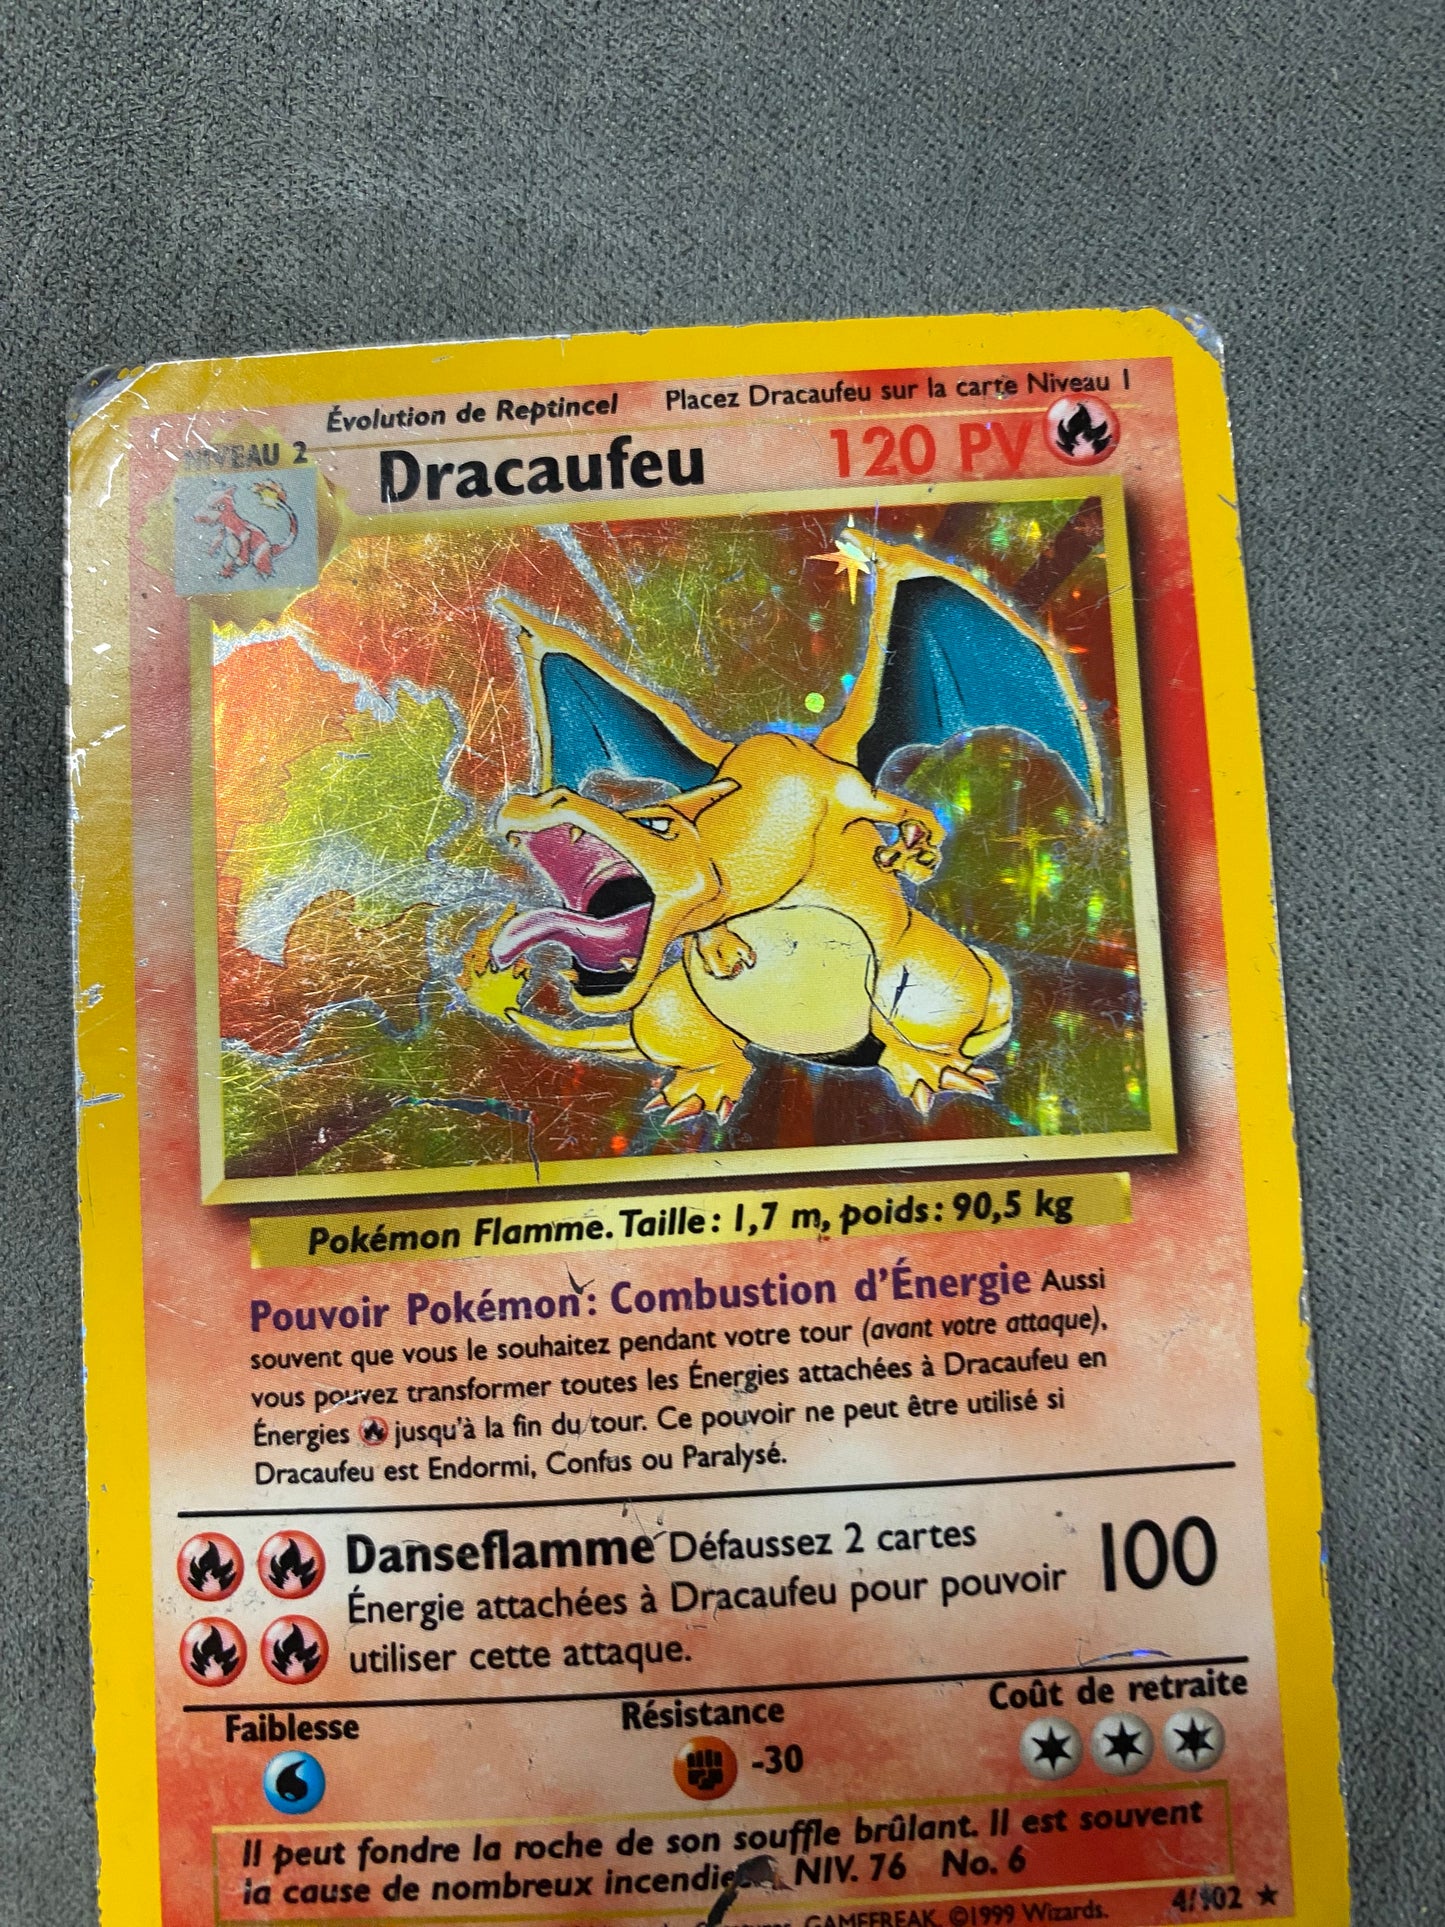 Évolution de Reptincel Placez Dracaufeu sur la carte Niveau 1
NIVEAU 2
Dracaufeu 120 PV
Pokémon Flamme. Taille : 1,7 m, poids : 90,5 kg
Pouvoir Pokémon : Combustion d'Énergie Aussi
souvent que vous le souhaitez pendant votre tour (avant votre attaque),
vous pouvez transformer toutes les Énergies attachées à Dracaufeu en
Énergies jusqu'à la fin du tour. Ce pouvoir ne peut être utilisé si
Dracaufeu est Endormi, Confus ou Paralysé.
Danseflamme Défaussez 2 cartes
Énergie attachées à Dracaufeu pour pouvoir
utiliser cette attaque.
100
Faiblesse Résistance Coût de retraite
-30
Il peut fondre la roche de son souffle brûlant. Il est souvent
la cause de nombreux incendies. NIV. 76 No. 6
GAMEFREAK. ©1999 Wizards. 4/102 ★